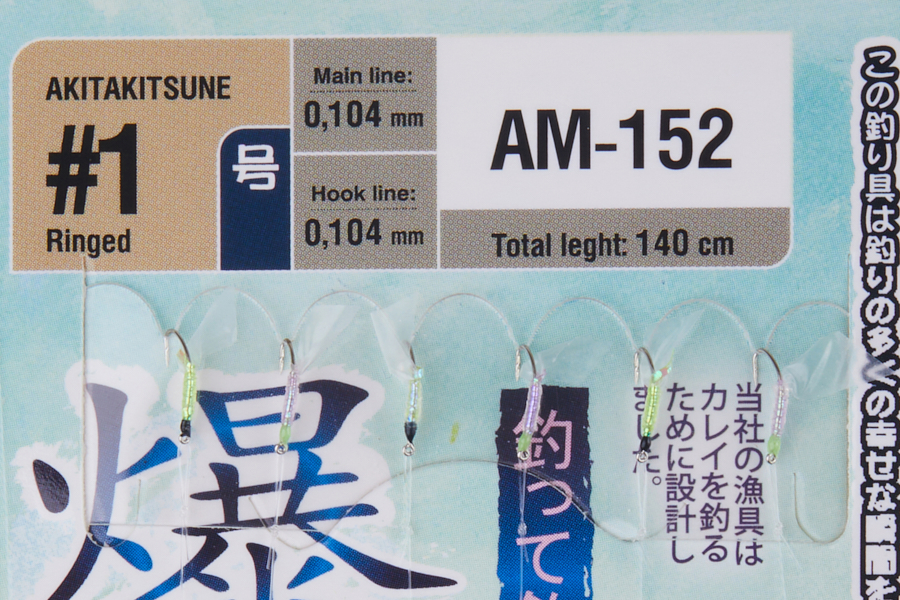 AKITAKITSUNE
#1
Ringed
号
Main line:
0,104 mm
Hook line:
0,104 mm
AM-152
Total leght: 140 cm
爆
釣って
当社の漁具は
カレイを釣る
ために設計し
ました。
この釣り具は釣りの多くの幸せな瞬間を